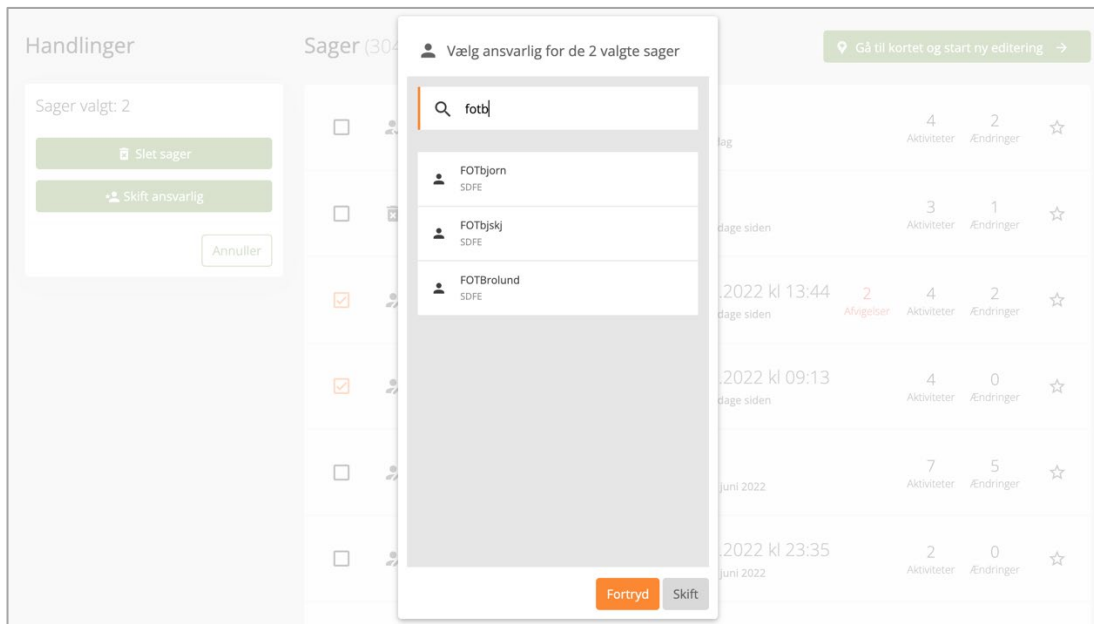 Handlinger
Sager valgt: 2
Slet sager
Skift ansvarlig
Annuller
Sager (304
Gå til kortet og start ny editering →
Vælg ansvarlig for de 2 valgte sager
fotb
FOTbjorn
SDFE
FOTbjskj
SDFE
FOTBrolund
SDFE
Fortryd Skift
dag
4 2
Aktiviteter Ændringer
dage siden
3 1
Aktiviteter Ændringer
.2022 kl 13:44
dage siden
2 4 2
Afvigelser Aktiviteter Ændringer
.2022 kl 09:13
dage siden
4 0
Aktiviteter Ændringer
juni 2022
7 5
Aktiviteter Ændringer
.2022 kl 23:35
juni 2022
2 0
Aktiviteter Ændringer